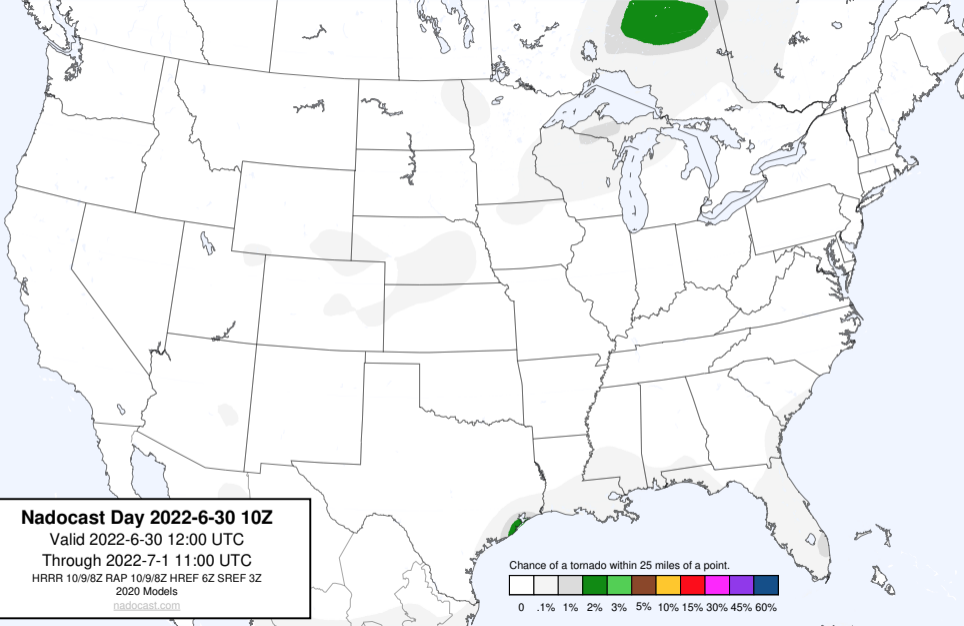 Nadocast Day 2022-6-30 10Z
Valid 2022-6-30 12:00 UTC
Through 2022-7-1 11:00 UTC
HRRR 10/9/8Z RAP 10/9/8Z HREF 6Z SREF 3Z
2020 Models
nadocast.com
Chance of a tornado within 25 miles of a point.
0 .1% 1% 2% 3% 5% 10% 15% 30% 45% 60%